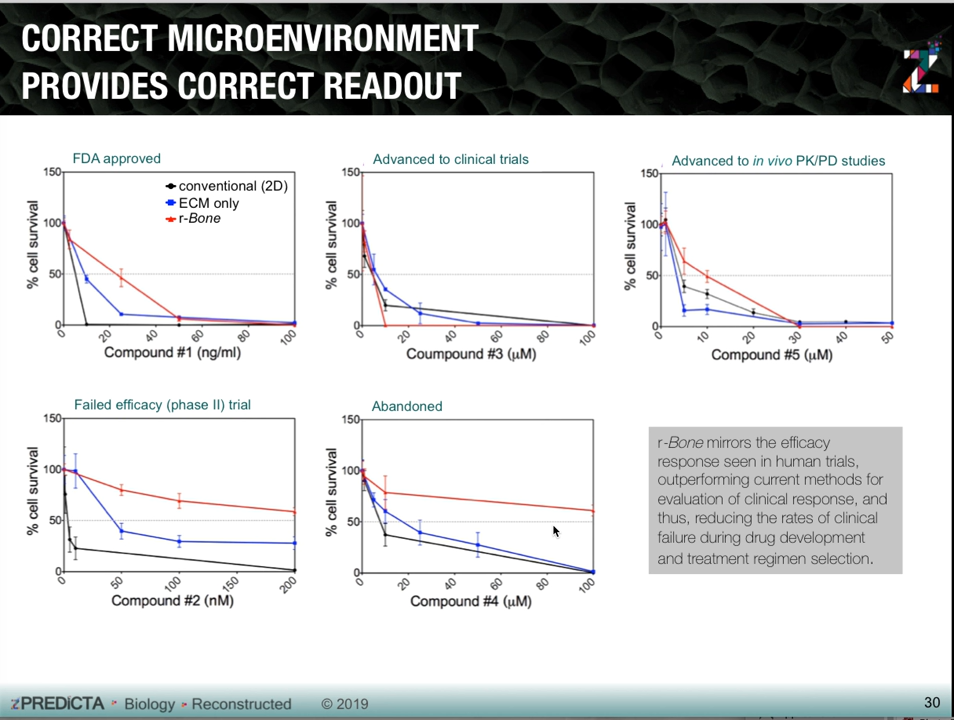 CORRECT MICROENVIRONMENT
PROVIDES CORRECT READOUT
FDA approved
150
100
50
0
% cell survival
conventional (2D)
ECM only
r-Bone
0 20 40 60 80 100
Compound #1 (ng/ml)
Advanced to clinical trials
150
100
50
0
% cell survival
0 20 40 60 80 100
Coumpound #3 (μM)
Advanced to in vivo PK/PD studies
150
100
50
0
% cell survival
0 10 20 30 40 50
Compound #5 (μM)
Failed efficacy (phase II) trial
150
100
50
0
% cell survival
0 50 100 150 200
Compound #2 (nM)
Abandoned
150
100
50
0
% cell survival
0 20 40 60 80 100
Compound #4 (μM)
r-Bone mirrors the efficacy
response seen in human trials,
outperforming current methods for
evaluation of clinical response, and
thus, reducing the rates of clinical
failure during drug development
and treatment regimen selection.
zPREDiCTA Biology Reconstructed © 2019
30